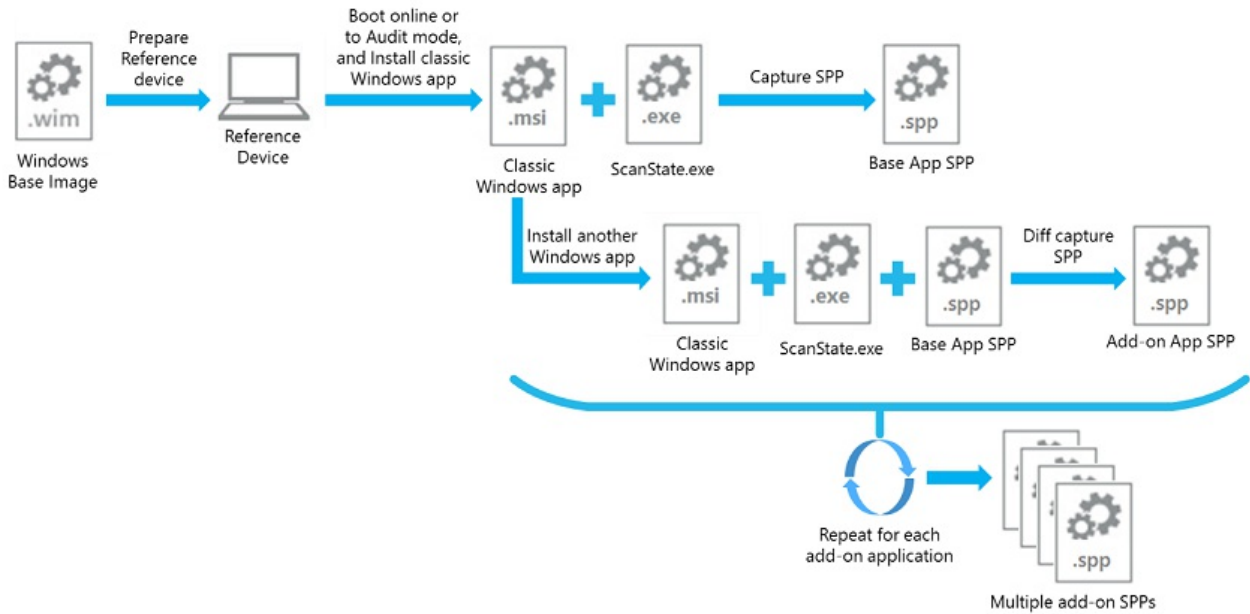 .wim
Windows
Base Image
Prepare
Reference
device
Reference
Device
Boot online or
to Audit mode,
and Install classic
Windows app
.msi
Classic
Windows app
.exe
ScanState.exe
Capture SPP
.spp
Base App SPP
Install another
Windows app
.msi
Classic
Windows app
.exe
ScanState.exe
.spp
Base App SPP
Diff capture
SPP
.spp
Add-on App SPP
Repeat for each
add-on application
.spp
Multiple add-on SPPs